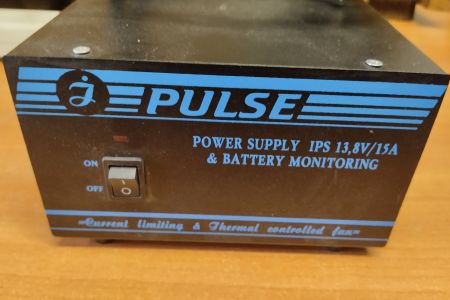 j PULSE
POWER SUPPLY IPS 13,8V/15A
& BATTERY MONITORING
ON
OFF
Current limiting & Thermal controlled fan